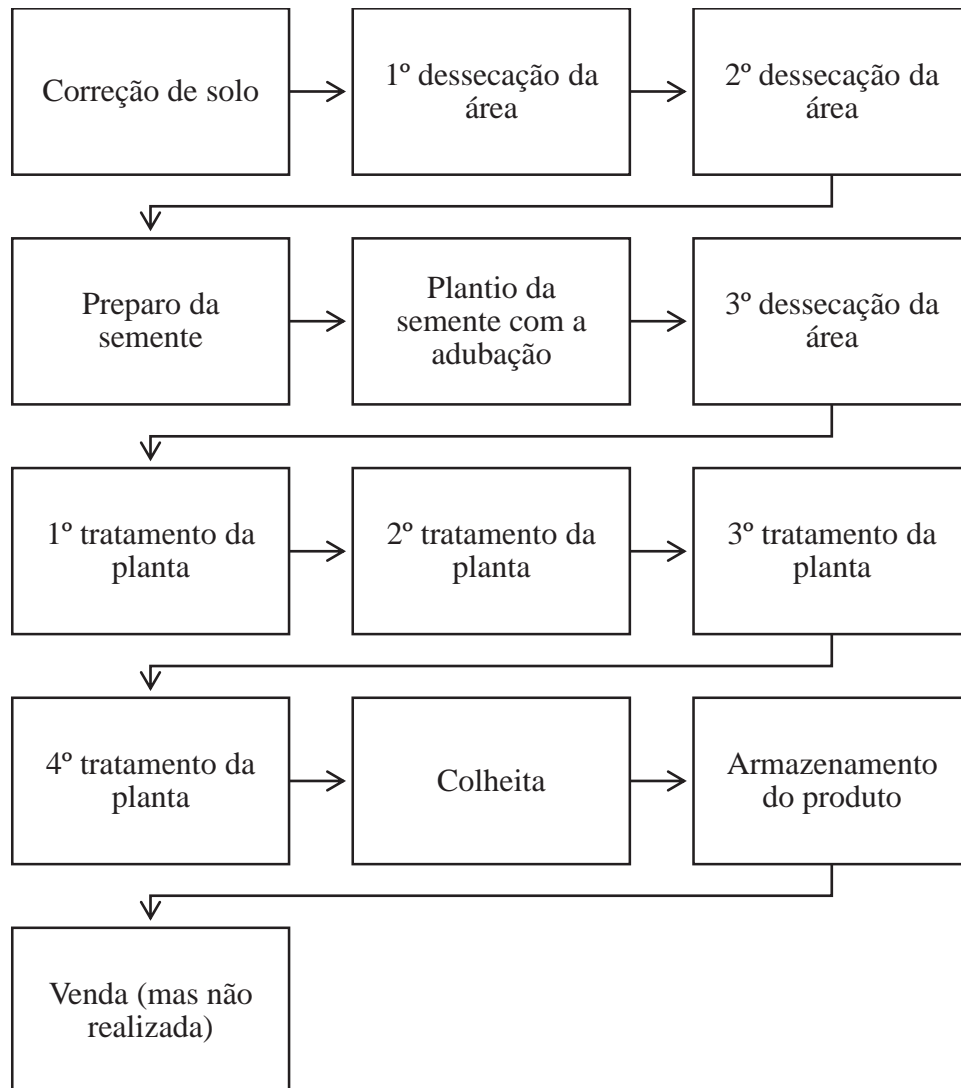 Correção de solo
1º dessecação da
área
2º dessecação da
área
Preparo da
semente
Plantio da
semente com a
adubação
3º dessecação da
área
1º tratamento da
planta
2º tratamento da
planta
3º tratamento da
planta
4º tratamento da
planta
Colheita
Armazenamento
do produto
Venda (mas não
realizada)